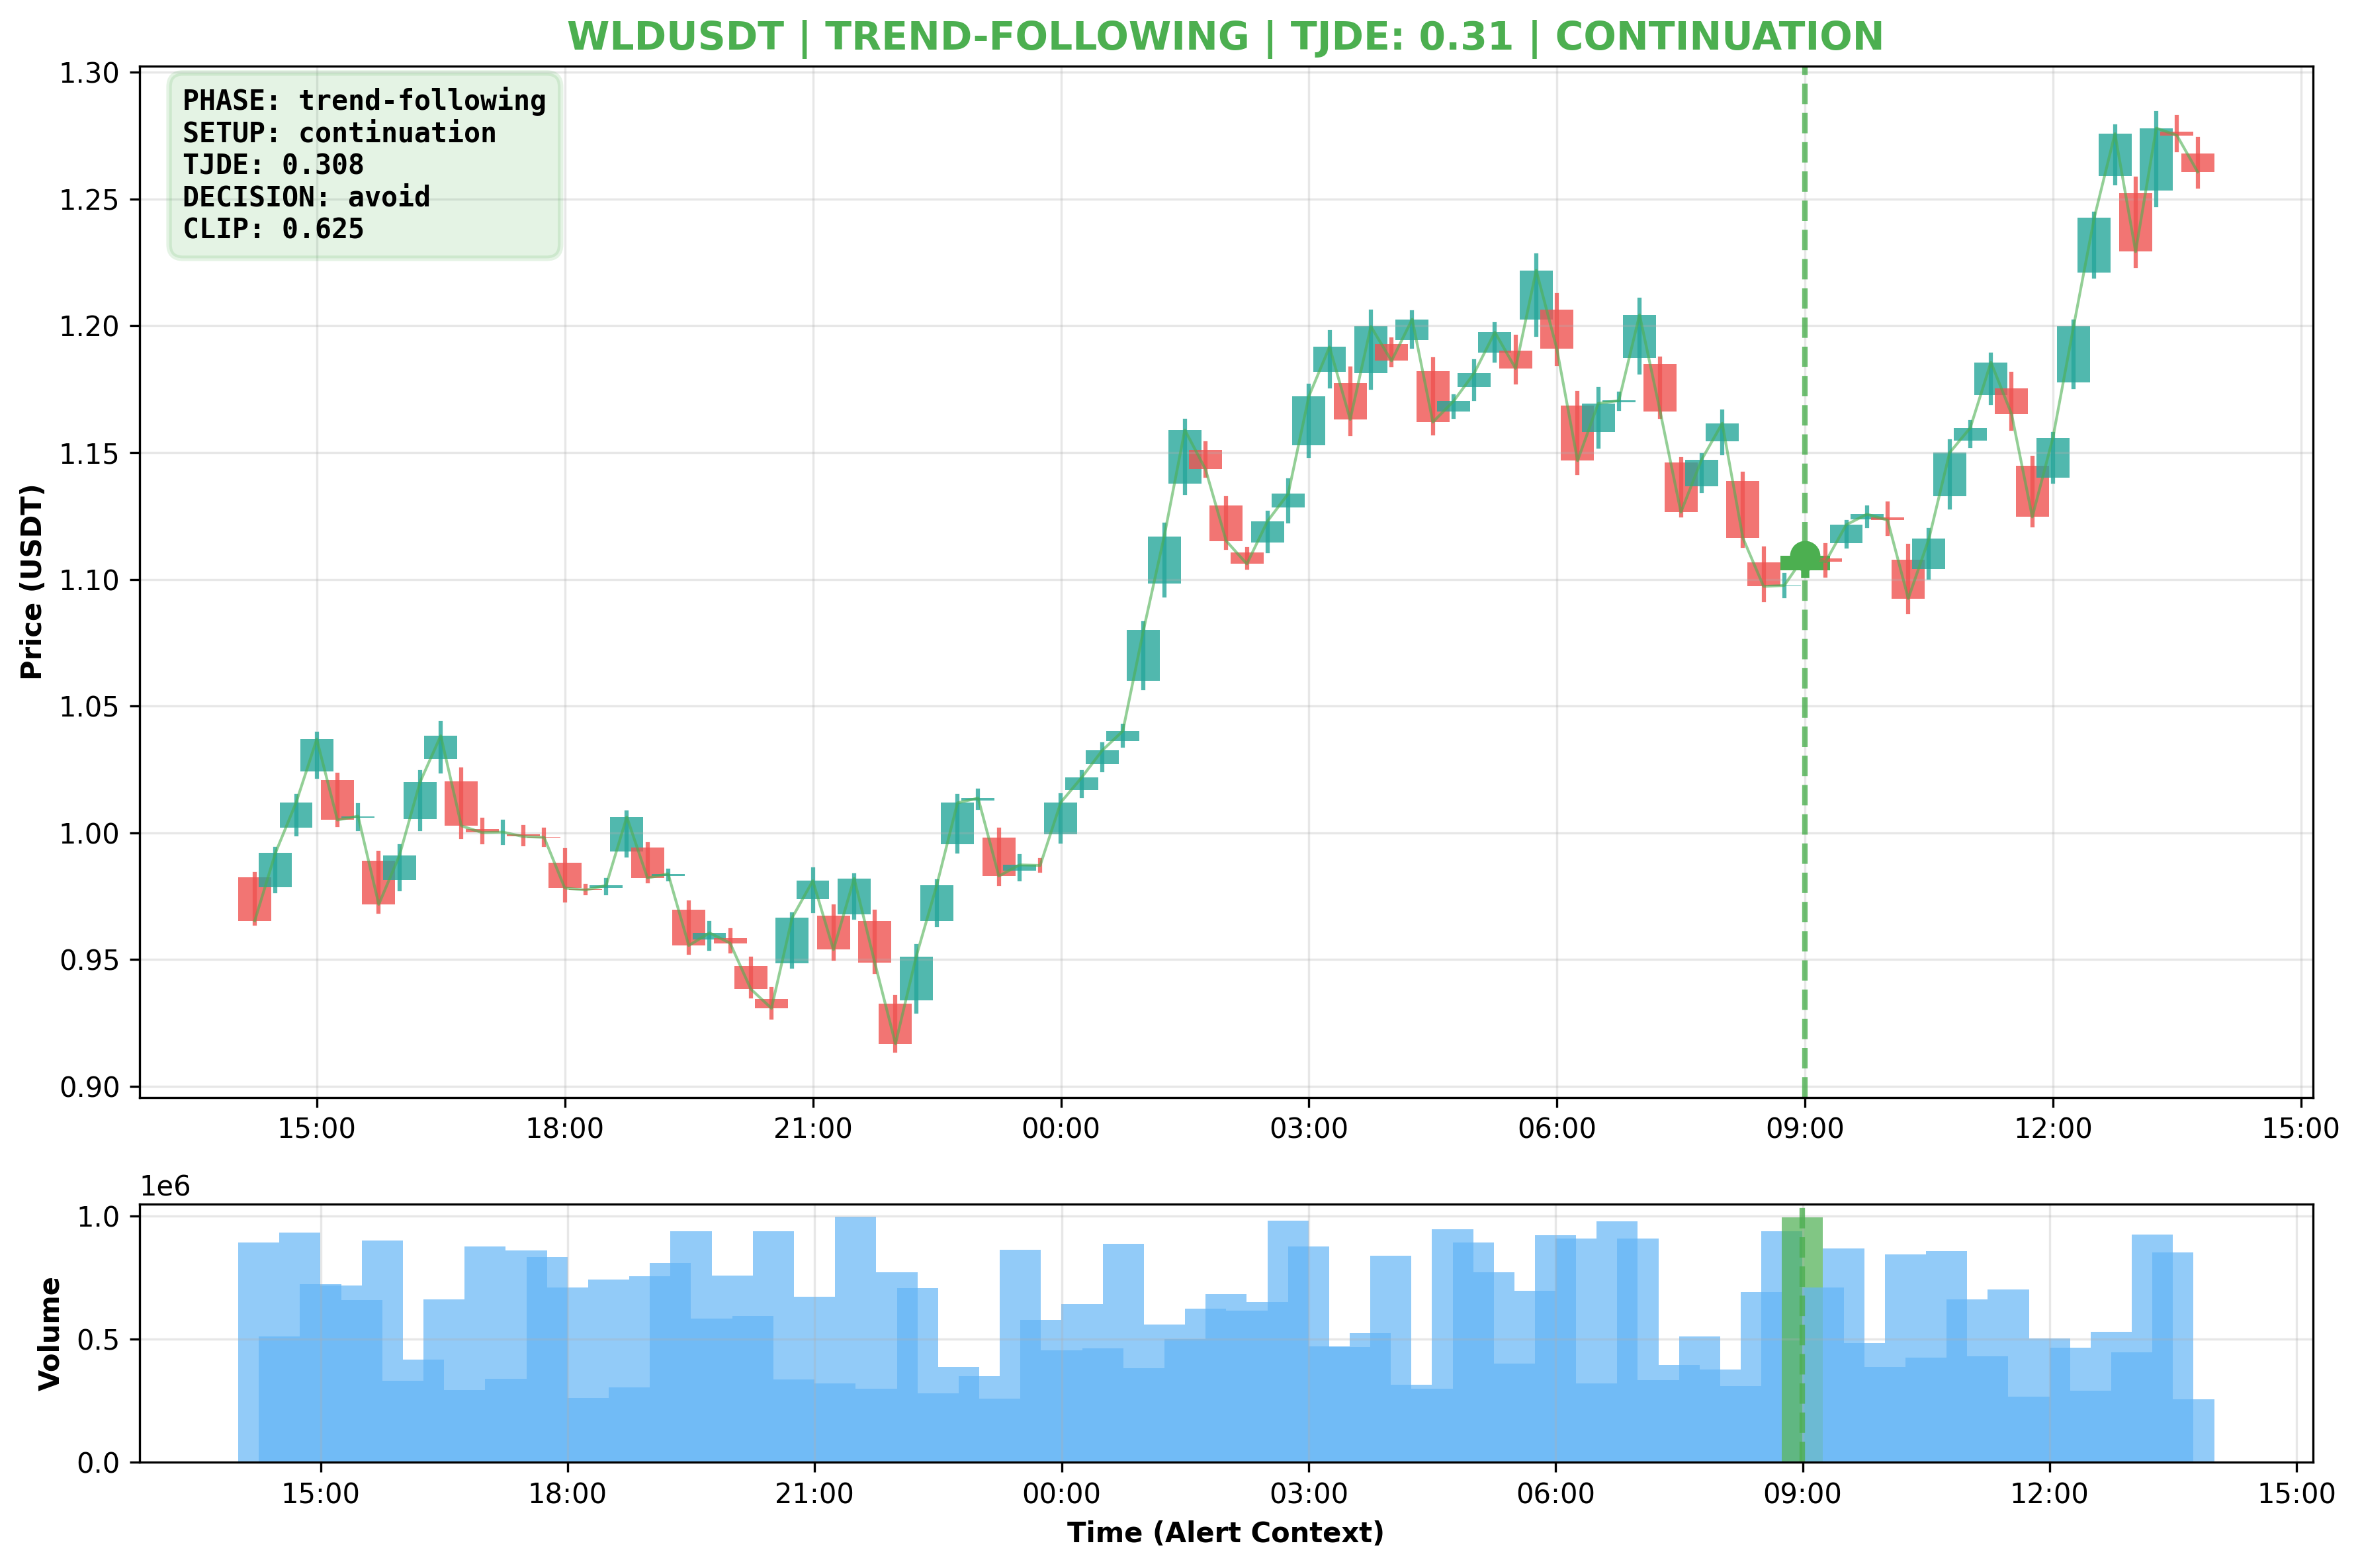 WLDUSDT | TREND-FOLLOWING | TJDE: 0.31 | CONTINUATION
PHASE: trend-following
SETUP: continuation
TJDE: 0.308
DECISION: avoid
CLIP: 0.625
Price (USDT)
1.30
1.25
1.20
1.15
1.10
1.05
1.00
0.95
0.90
15:00 18:00 21:00 00:00 03:00 06:00 09:00 12:00 15:00
1e6
Volume
1.0
0.5
0.0
15:00 18:00 21:00 00:00 03:00 06:00 09:00 12:00 15:00
Time (Alert Context)